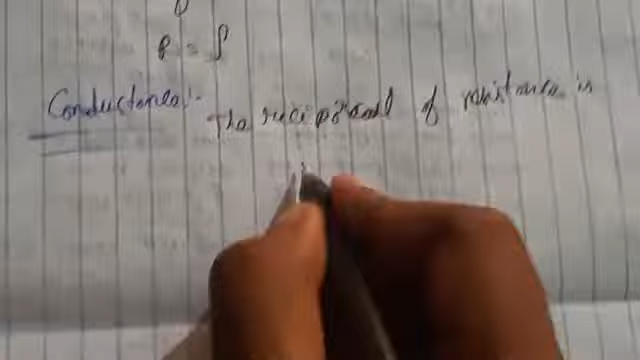 ρ = ρ
Conductance:- The reciprocal of resistance is